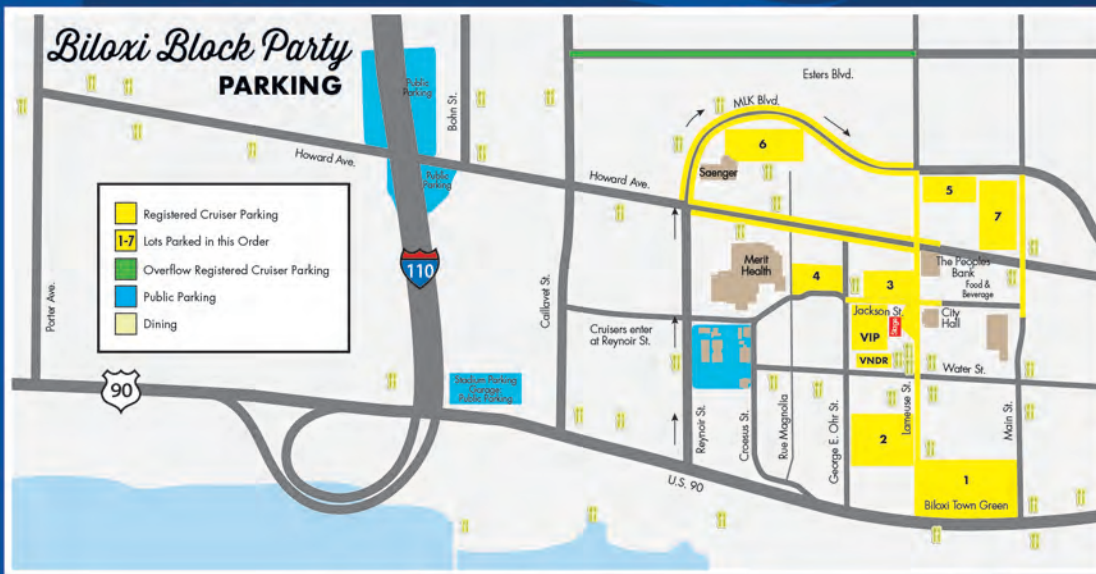 Biloxi Block Party
PARKING
Registered Cruiser Parking
1-7 Lots Parked in this Order
Overflow Registered Cruiser Parking
Public Parking
Dining
Public
Parking
Public
Parking
Howard Ave.
Bohn St.
Porter Ave.
110
90
Caillavet St.
Stadium Parking
Garage:
Public Parking
Esters Blvd.
MLK Blvd.
6
Saenger
Howard Ave.
5
7
Merit
Health
4
3
The Peoples
Bank
Food &
Beverage
Jackson St.
Stage
City
Hall
VIP
VNDR
Water St.
Cruisers enter
at Reynoir St.
Reynoir St.
Croesus St.
Rue Magnolia
George E. Ohr St.
Lameuse St.
Main St.
2
1
Biloxi Town Green
U.S. 90